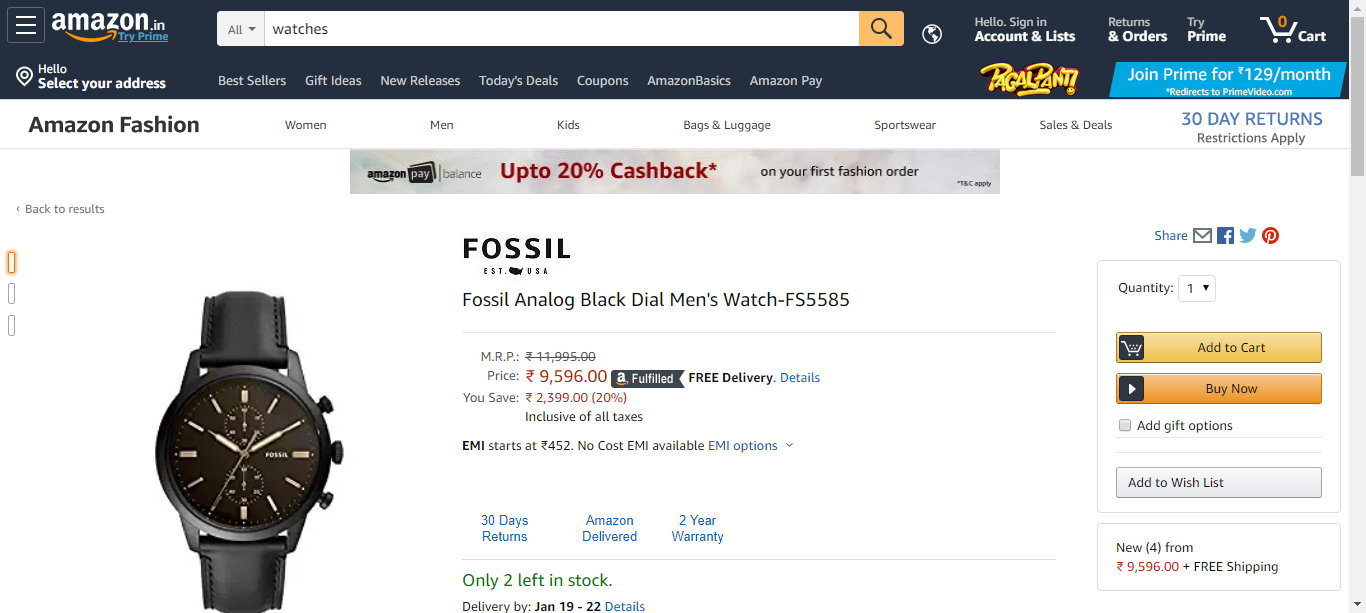 amazon.in
Try Prime
All
watches
Hello. Sign in
Account & Lists
Returns
& Orders
Try
Prime
0
Cart
Hello
Select your address
Best Sellers
Gift Ideas
New Releases
Today's Deals
Coupons
AmazonBasics
Amazon Pay
PAGALPANTI
Join Prime for ₹129/month
*Redirects to PrimeVideo.com
Amazon Fashion
Women
Men
Kids
Bags & Luggage
Sportswear
Sales & Deals
30 DAY RETURNS
Restrictions Apply
amazon pay balance
Upto 20% Cashback*
on your first fashion order
*T&C apply
‹ Back to results
Share
FOSSIL
EST. USA
Fossil Analog Black Dial Men's Watch-FS5585
M.R.P.: ₹ 11,995.00
Price: ₹ 9,596.00 a Fulfilled FREE Delivery. Details
You Save: ₹ 2,399.00 (20%)
Inclusive of all taxes
EMI starts at ₹452. No Cost EMI available EMI options
30 Days
Returns
Amazon
Delivered
2 Year
Warranty
Only 2 left in stock.
Delivery by: Jan 19 - 22 Details
FOSSIL
Quantity: 1
Add to Cart
Buy Now
Add gift options
Add to Wish List
New (4) from
₹ 9,596.00 + FREE Shipping